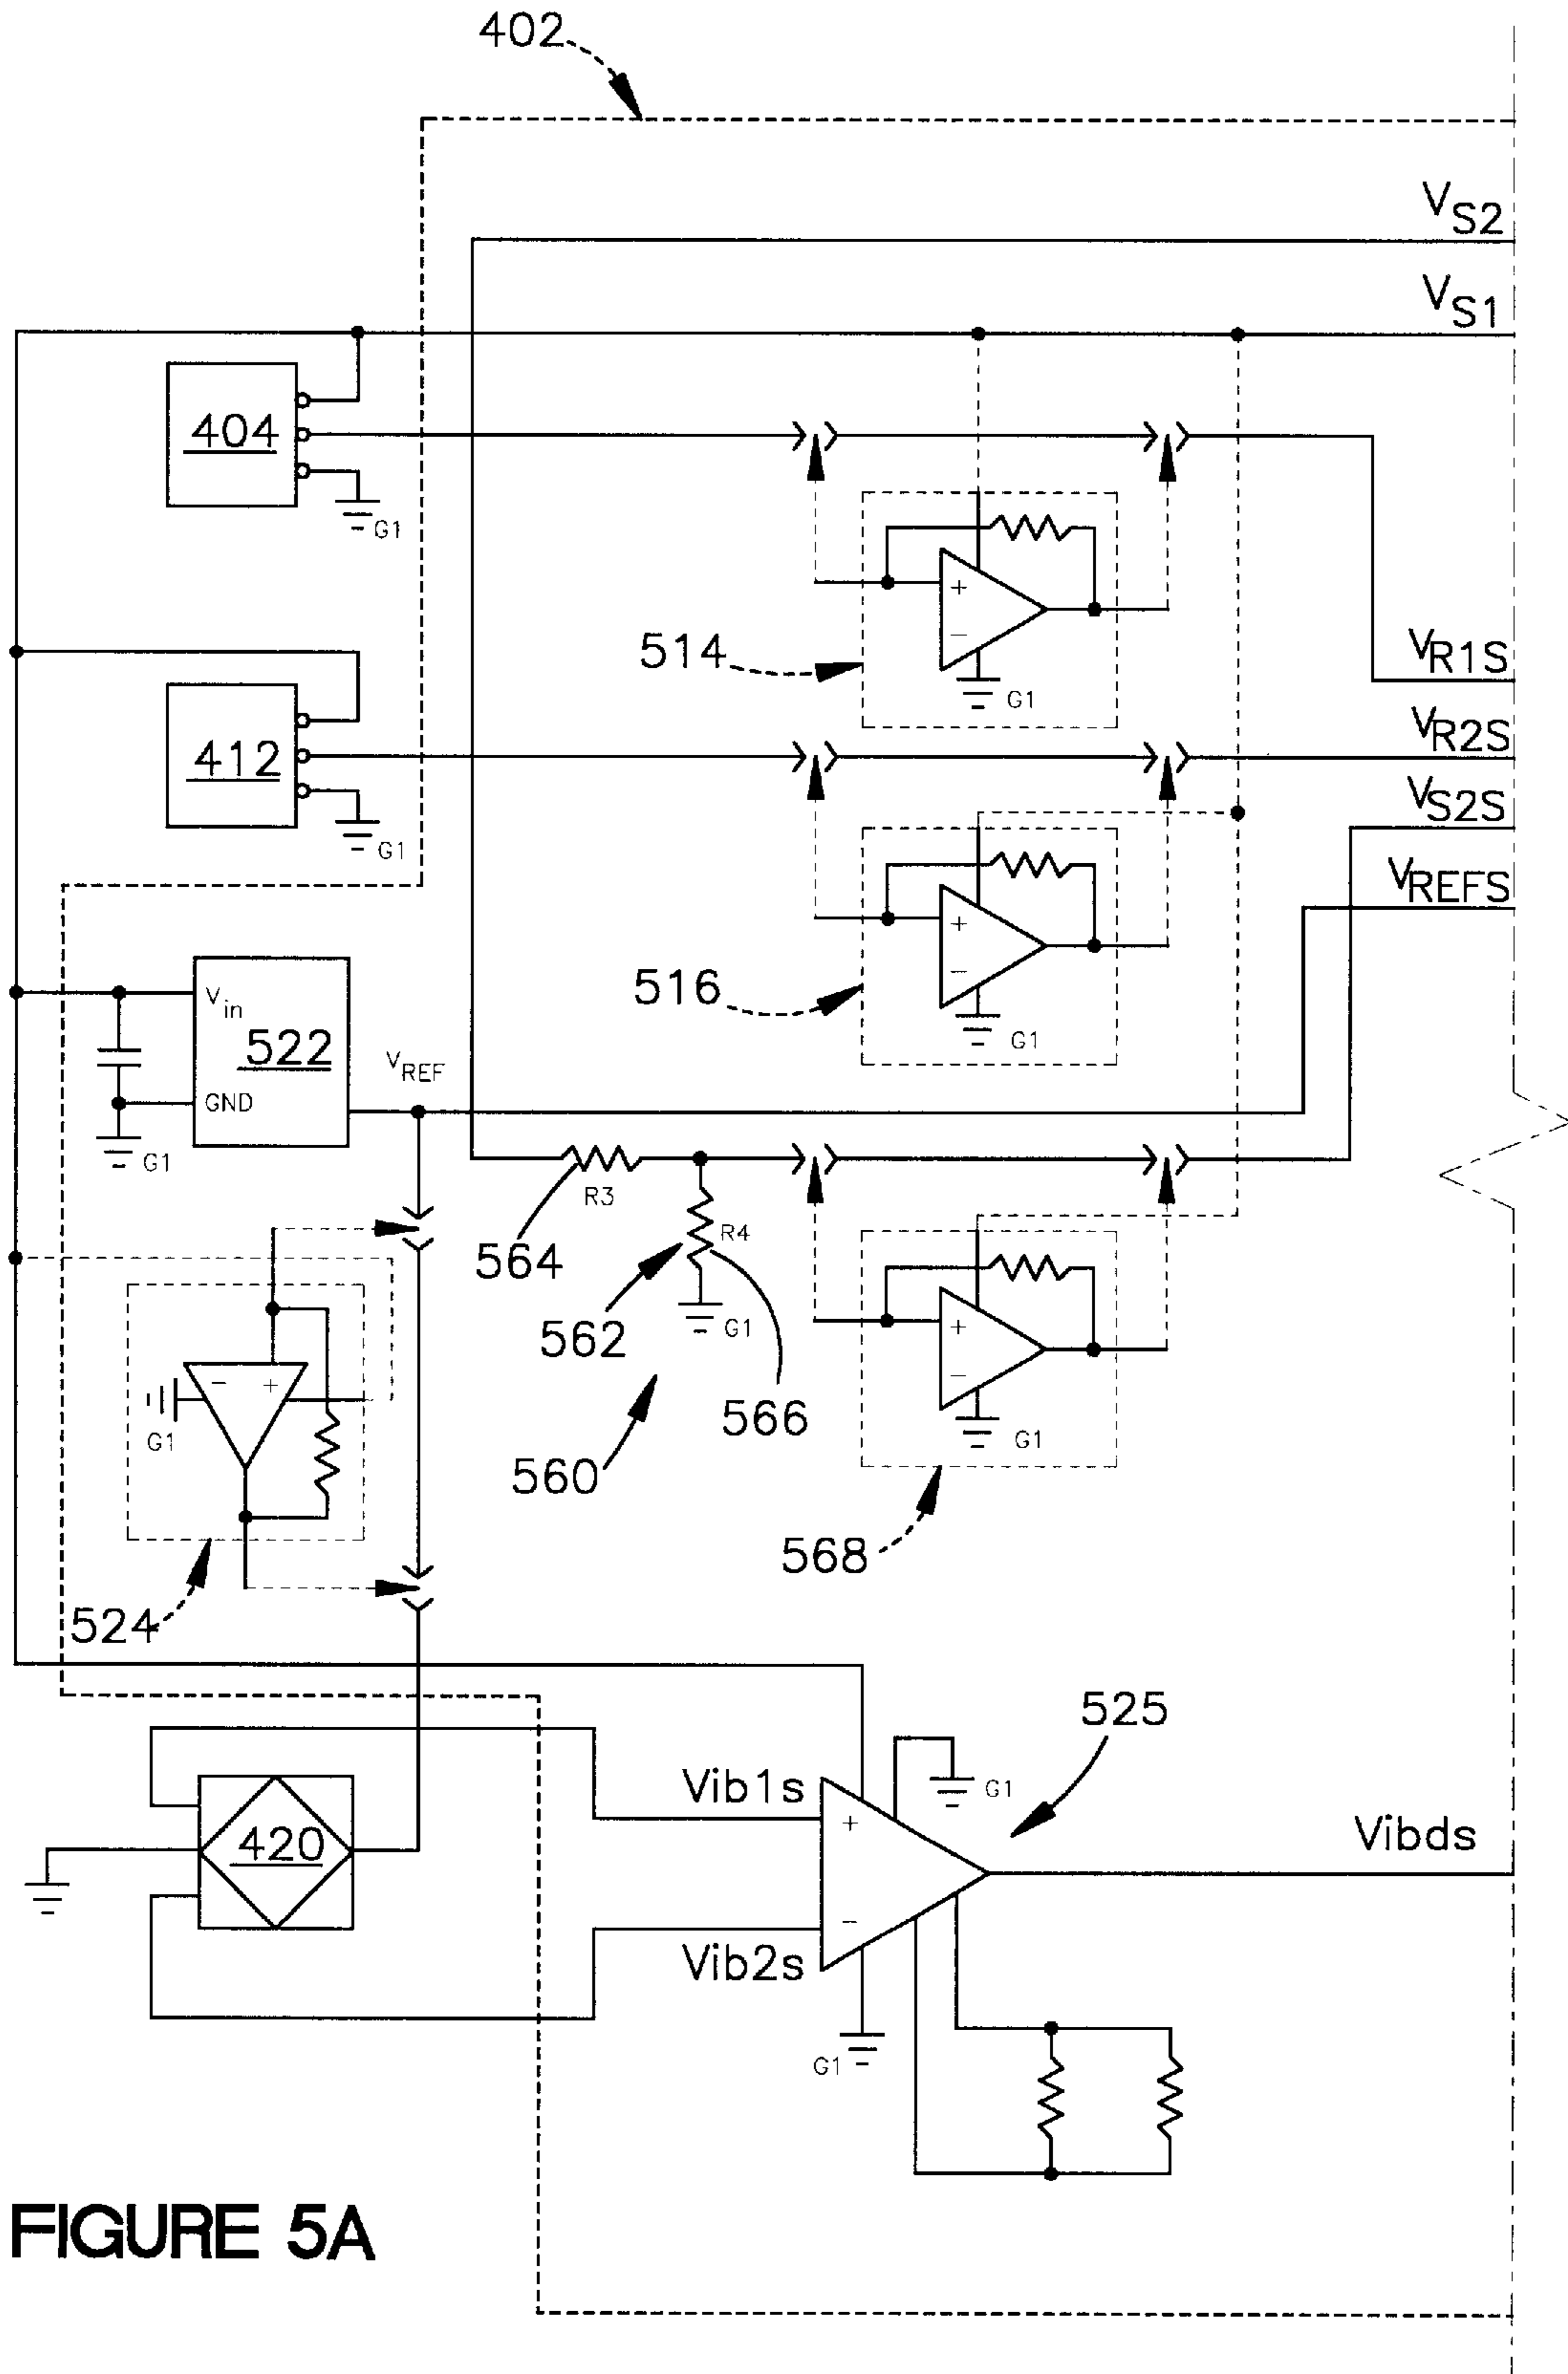 402
VS2
VS1
404
G1
514
+
−
G1
VR1S
412
G1
VR2S
VS2S
VREFS
516
+
−
G1
Vin
522
GND
VREF
G1
R3
564
R4
562
G1
566
560
+
−
G1
568
−
+
G1
524
525
Vib1s
+
G1
420
Vibds
−
Vib2s
G1
FIGURE 5A